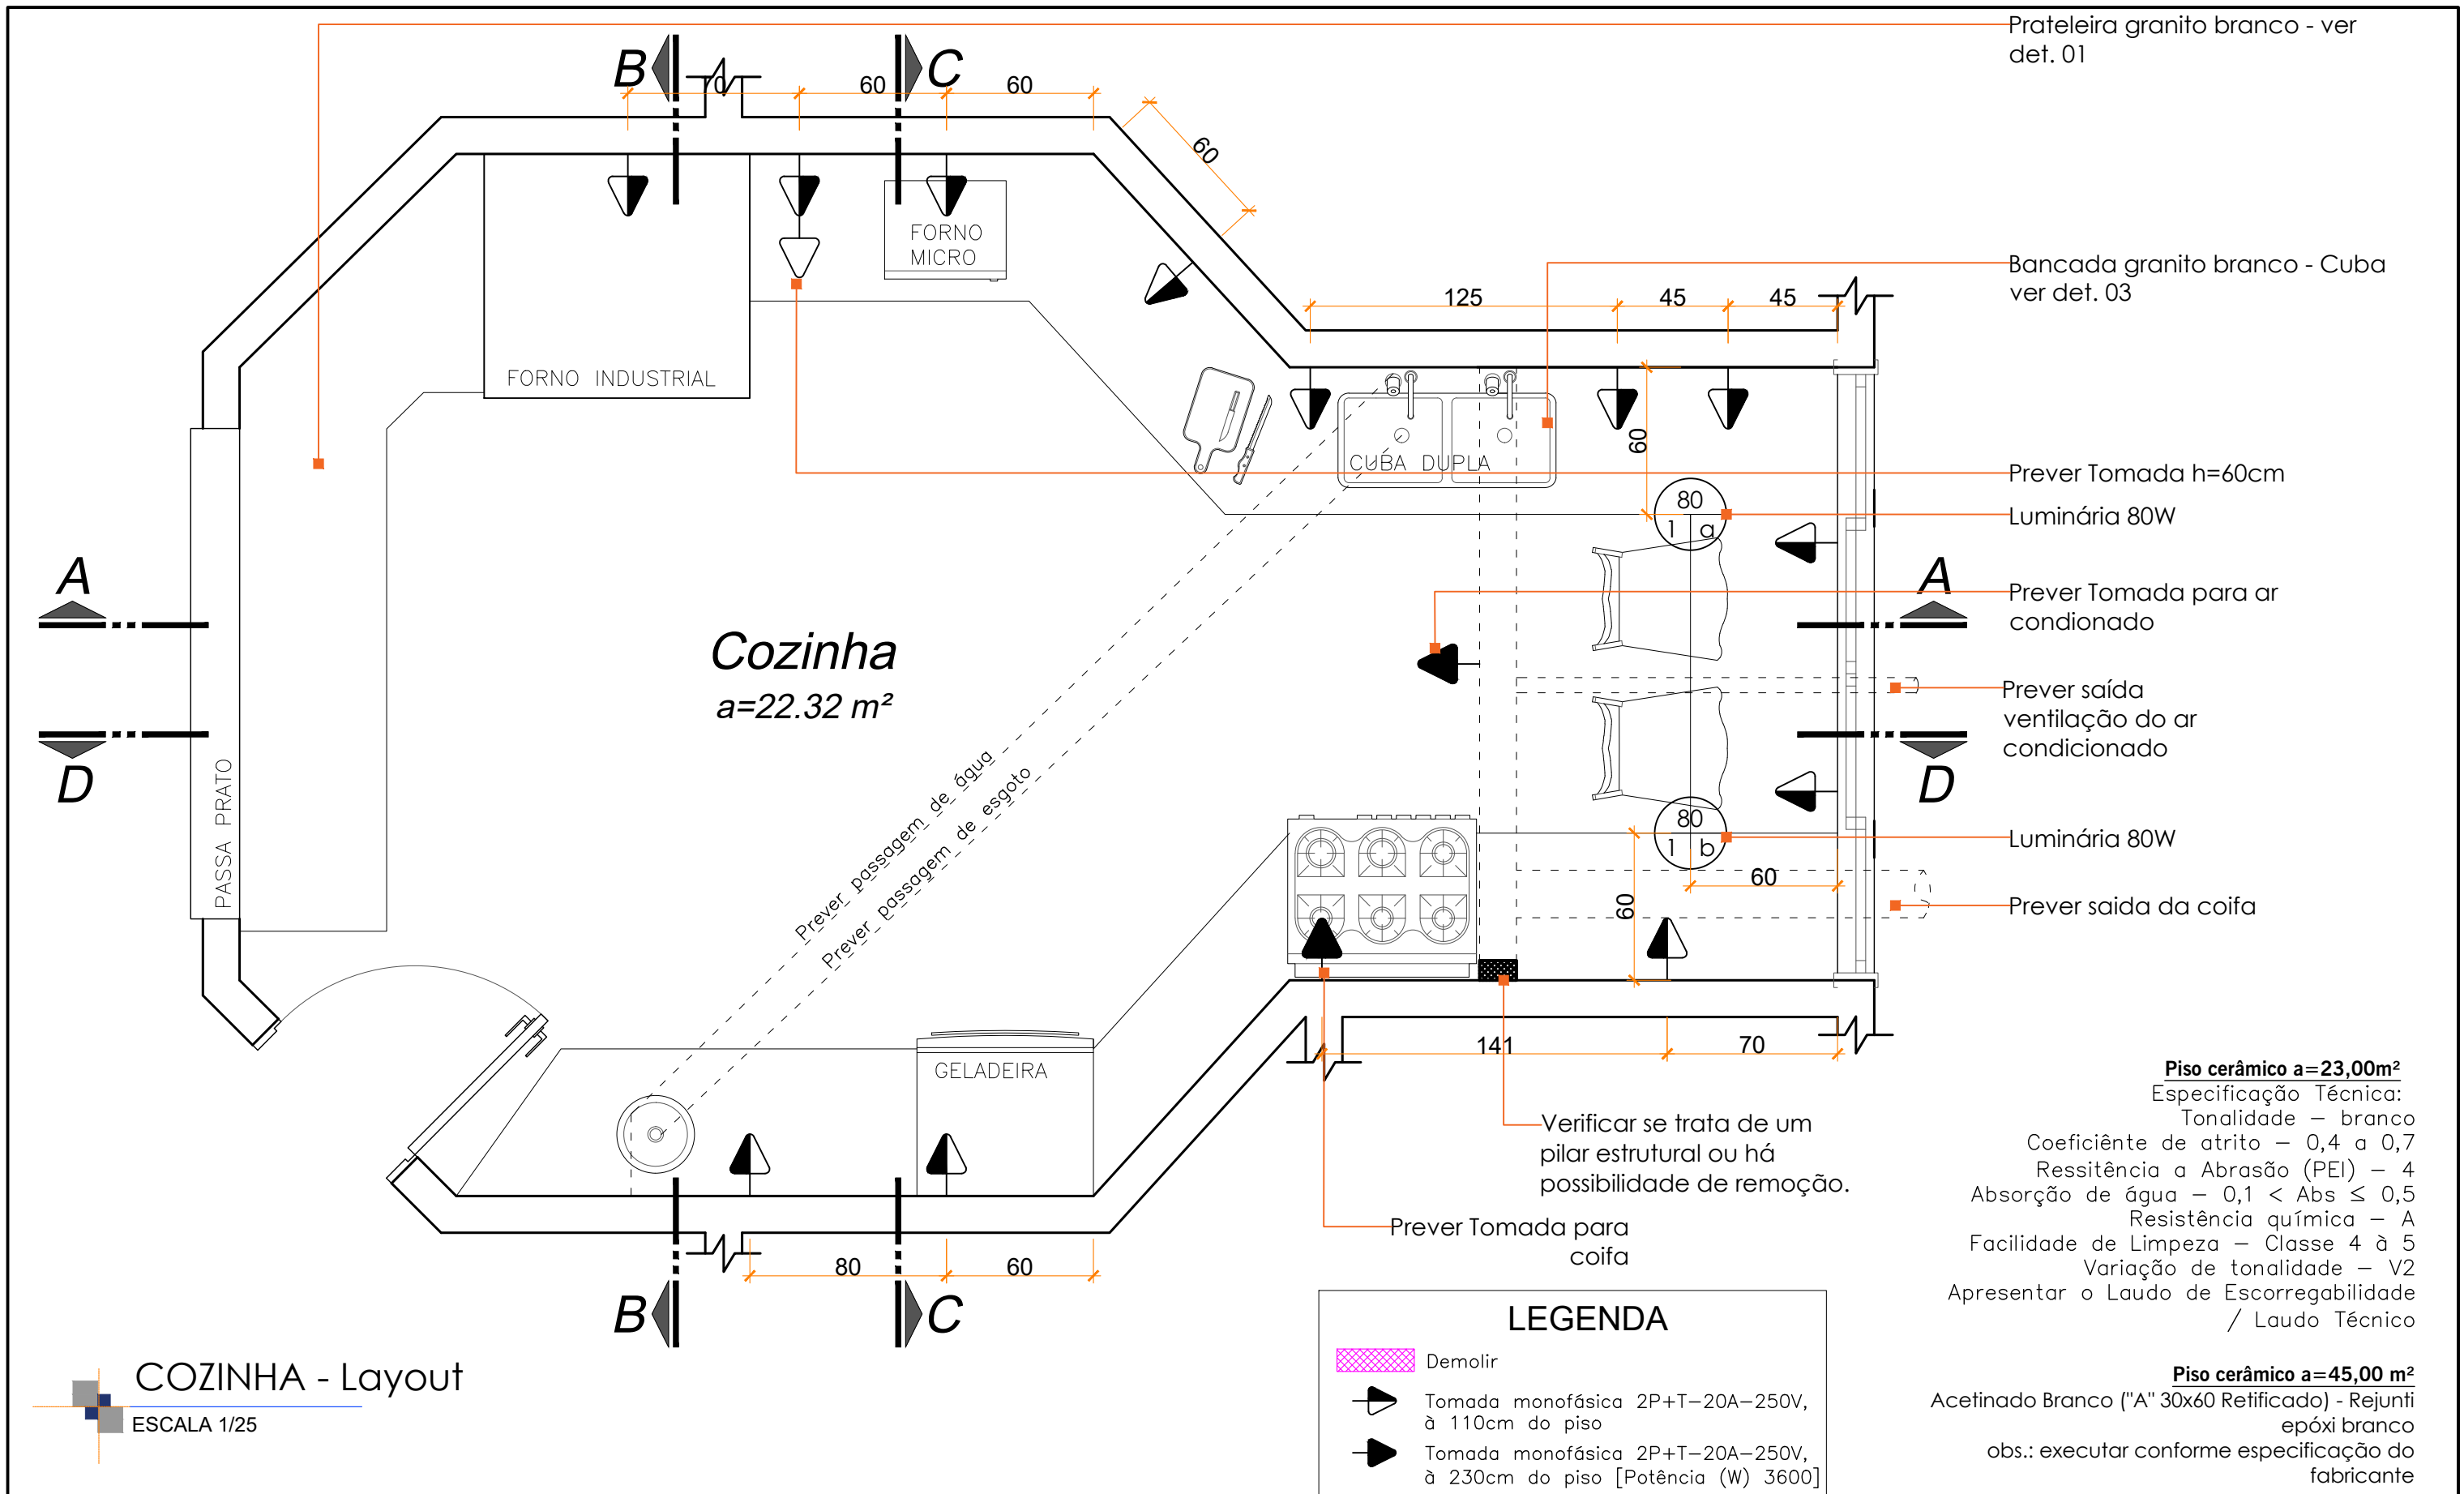 Prateleira granito branco - ver
det. 01
B
C
60
60
60
FORNO
MICRO
Bancada granito branco - Cuba
ver det. 03
125
45
45
FORNO INDUSTRIAL
60
CUBA DUPLA
Prever Tomada h=60cm
80
1 a
Luminária 80W
A
A
Prever Tomada para ar
condionado
Cozinha
a=22.32 m²
Prever saída
ventilação do ar
condicionado
D
D
PASSA PRATO
Prever passagem de água
Prever passagem de esgoto
80
1 b
Luminária 80W
60
60
Prever saida da coifa
141
70
GELADEIRA
Verificar se trata de um
pilar estrutural ou há
possibilidade de remoção.
Prever Tomada para
coifa
80
60
B
C
Piso cerâmico a=23,00m²
Especificação Técnica:
Tonalidade – branco
Coeficiênte de atrito – 0,4 a 0,7
Ressitência a Abrasão (PEI) – 4
Absorção de água – 0,1 < Abs ≤ 0,5
Resistência química – A
Facilidade de Limpeza – Classe 4 à 5
Variação de tonalidade – V2
Apresentar o Laudo de Escorregabilidade
/ Laudo Técnico
Piso cerâmico a=45,00 m²
Acetinado Branco ("A" 30x60 Retificado) - Rejunti
epóxi branco
obs.: executar conforme especificação do
fabricante
LEGENDA
Demolir
Tomada monofásica 2P+T–20A–250V,
à 110cm do piso
Tomada monofásica 2P+T–20A–250V,
à 230cm do piso [Potência (W) 3600]
COZINHA - Layout
ESCALA 1/25